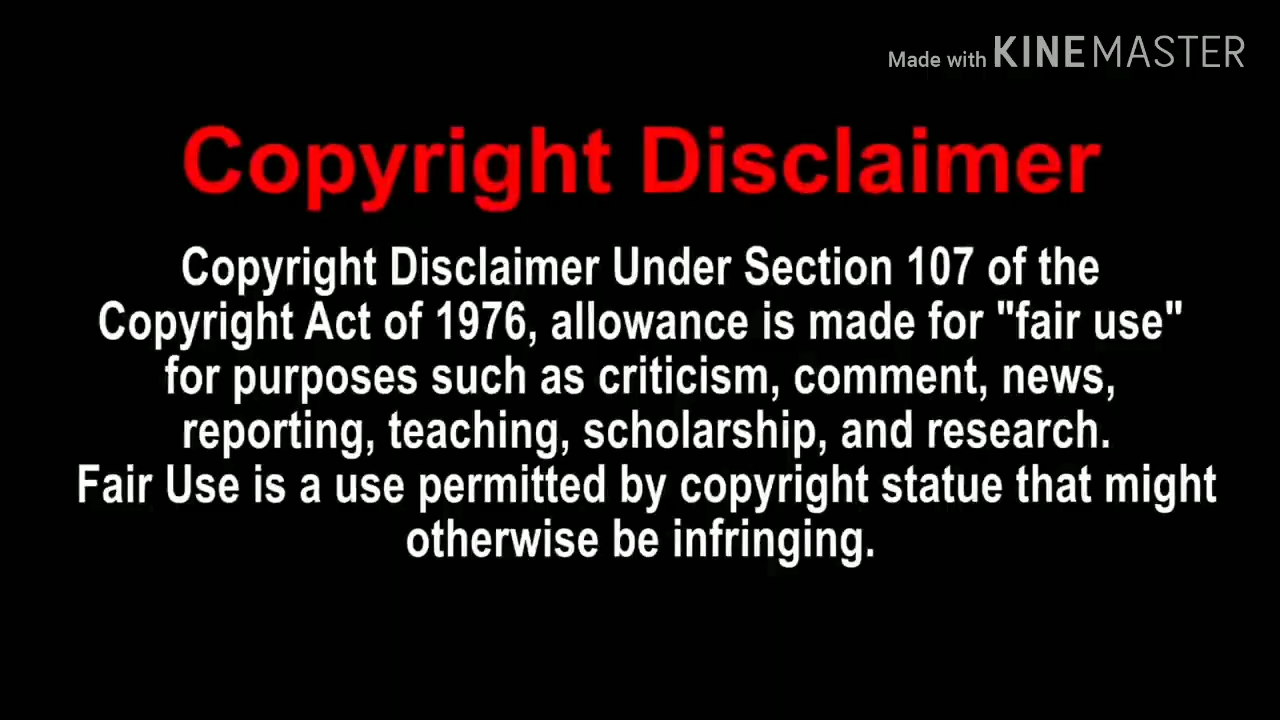 Made with KINEMASTER
Copyright Disclaimer
Copyright Disclaimer Under Section 107 of the
Copyright Act of 1976, allowance is made for "fair use"
for purposes such as criticism, comment, news,
reporting, teaching, scholarship, and research.
Fair Use is a use permitted by copyright statue that might
otherwise be infringing.